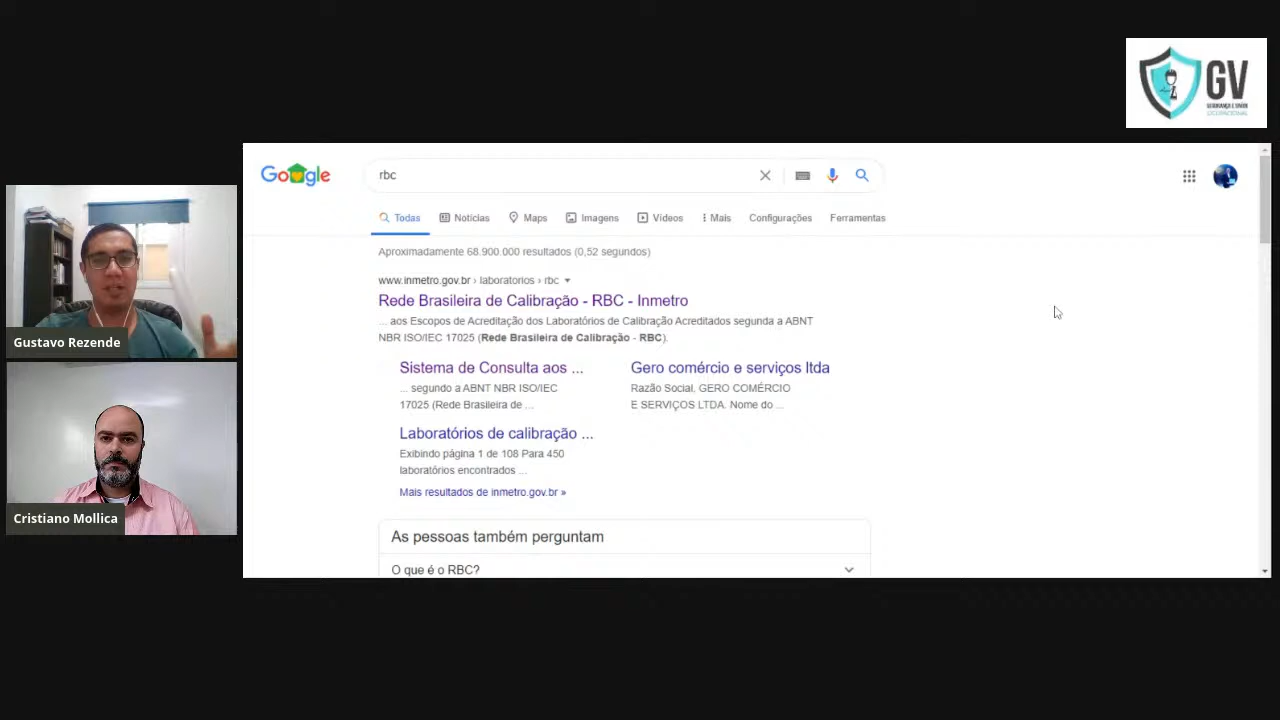 GV
Google
rbc
Todas
Notícias
Maps
Imagens
Vídeos
Mais
Configurações
Ferramentas
Aproximadamente 68.900.000 resultados (0,52 segundos)
www.inmetro.gov.br › laboratorios › rbc
Rede Brasileira de Calibração - RBC - Inmetro
... aos Escopos de Acreditação dos Laboratórios de Calibração Acreditados segunda a ABNT
NBR ISO/IEC 17025 (Rede Brasileira de Calibração - RBC).
Sistema de Consulta aos ...
... segundo a ABNT NBR ISO/IEC
17025 (Rede Brasileira de ...
Gero comércio e serviços ltda
Razão Social, GERO COMÉRCIO
E SERVIÇOS LTDA. Nome do ...
Laboratórios de calibração ...
Exibindo página 1 de 108 Para 450
laboratórios encontrados ...
Mais resultados de inmetro.gov.br »
As pessoas também perguntam
O que é o RBC?
Gustavo Rezende
Cristiano Mollica